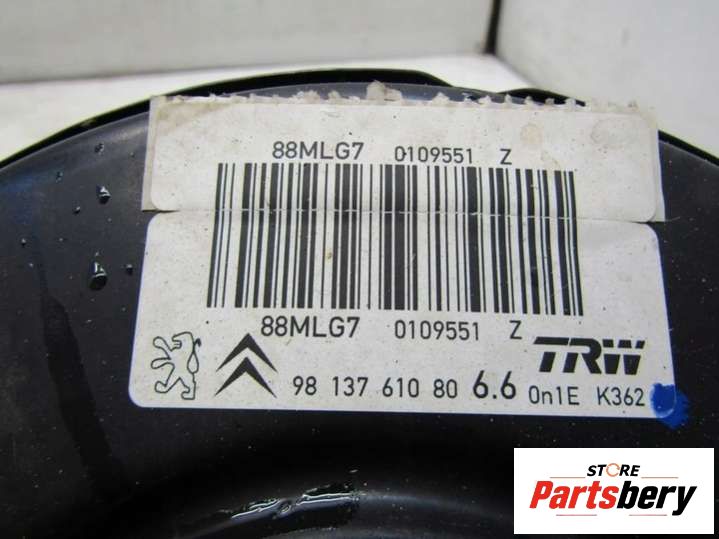 88MLG7 0109551 Z
88MLG7 0109551 Z
TRW
98 137 610 80 6.6 0n1E K362
STORE
Partsbery